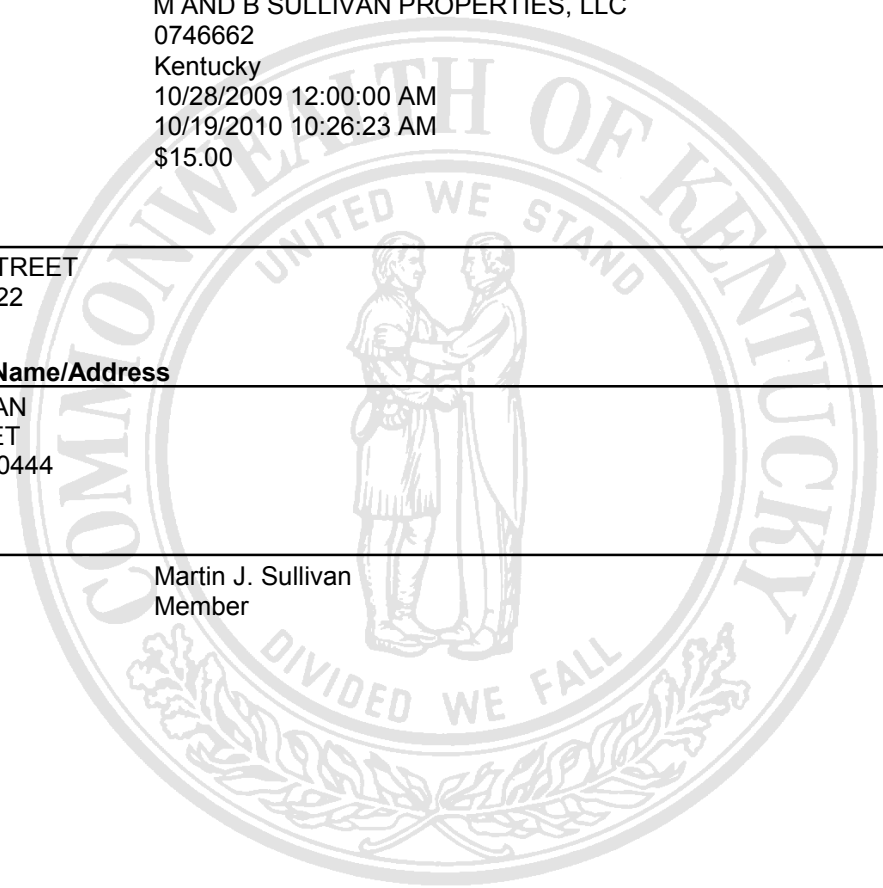 M AND B SULLIVAN PROPERTIES, LLC
0746662
Kentucky
10/28/2009 12:00:00 AM
10/19/2010 10:26:23 AM
$15.00
COMMONWEALTH OF KENTUCKY
UNITED WE STAND
TREET
22
Name/Address
AN
ET
0444
Martin J. Sullivan
Member
DIVIDED WE FALL